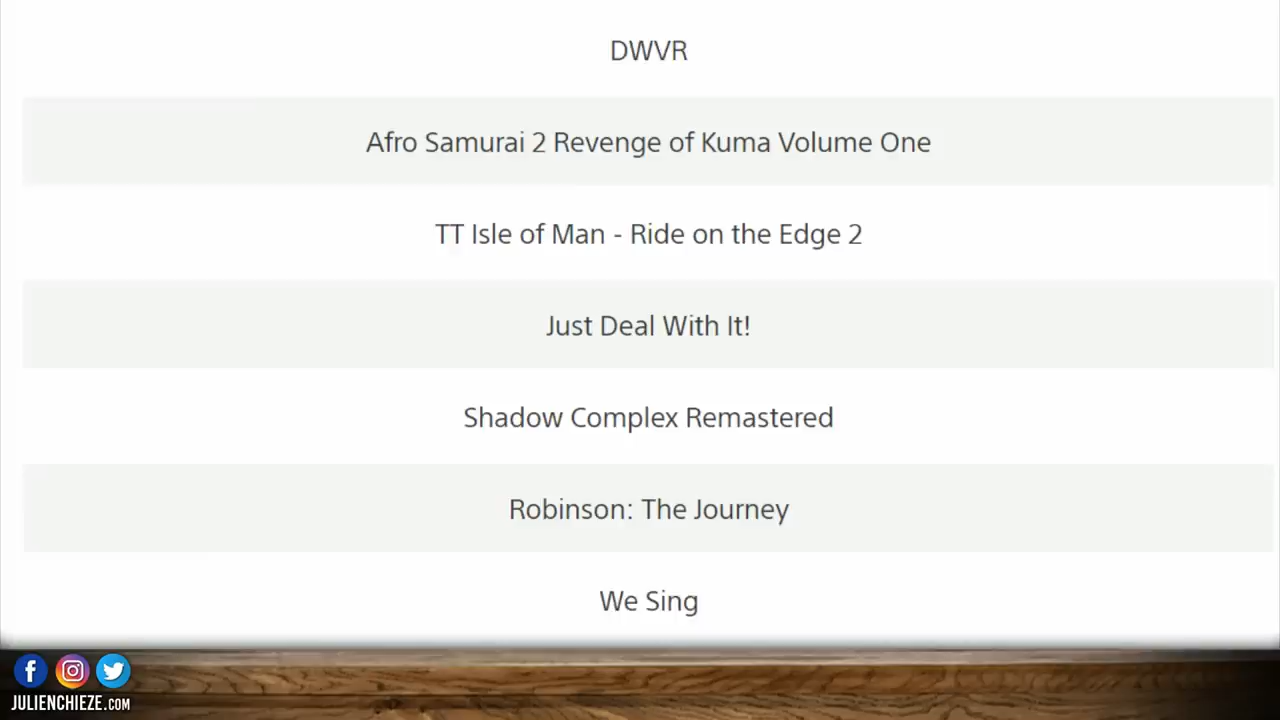 DWVR
Afro Samurai 2 Revenge of Kuma Volume One
TT Isle of Man - Ride on the Edge 2
Just Deal With It!
Shadow Complex Remastered
Robinson: The Journey
We Sing
JULIENCHIEZE.COM